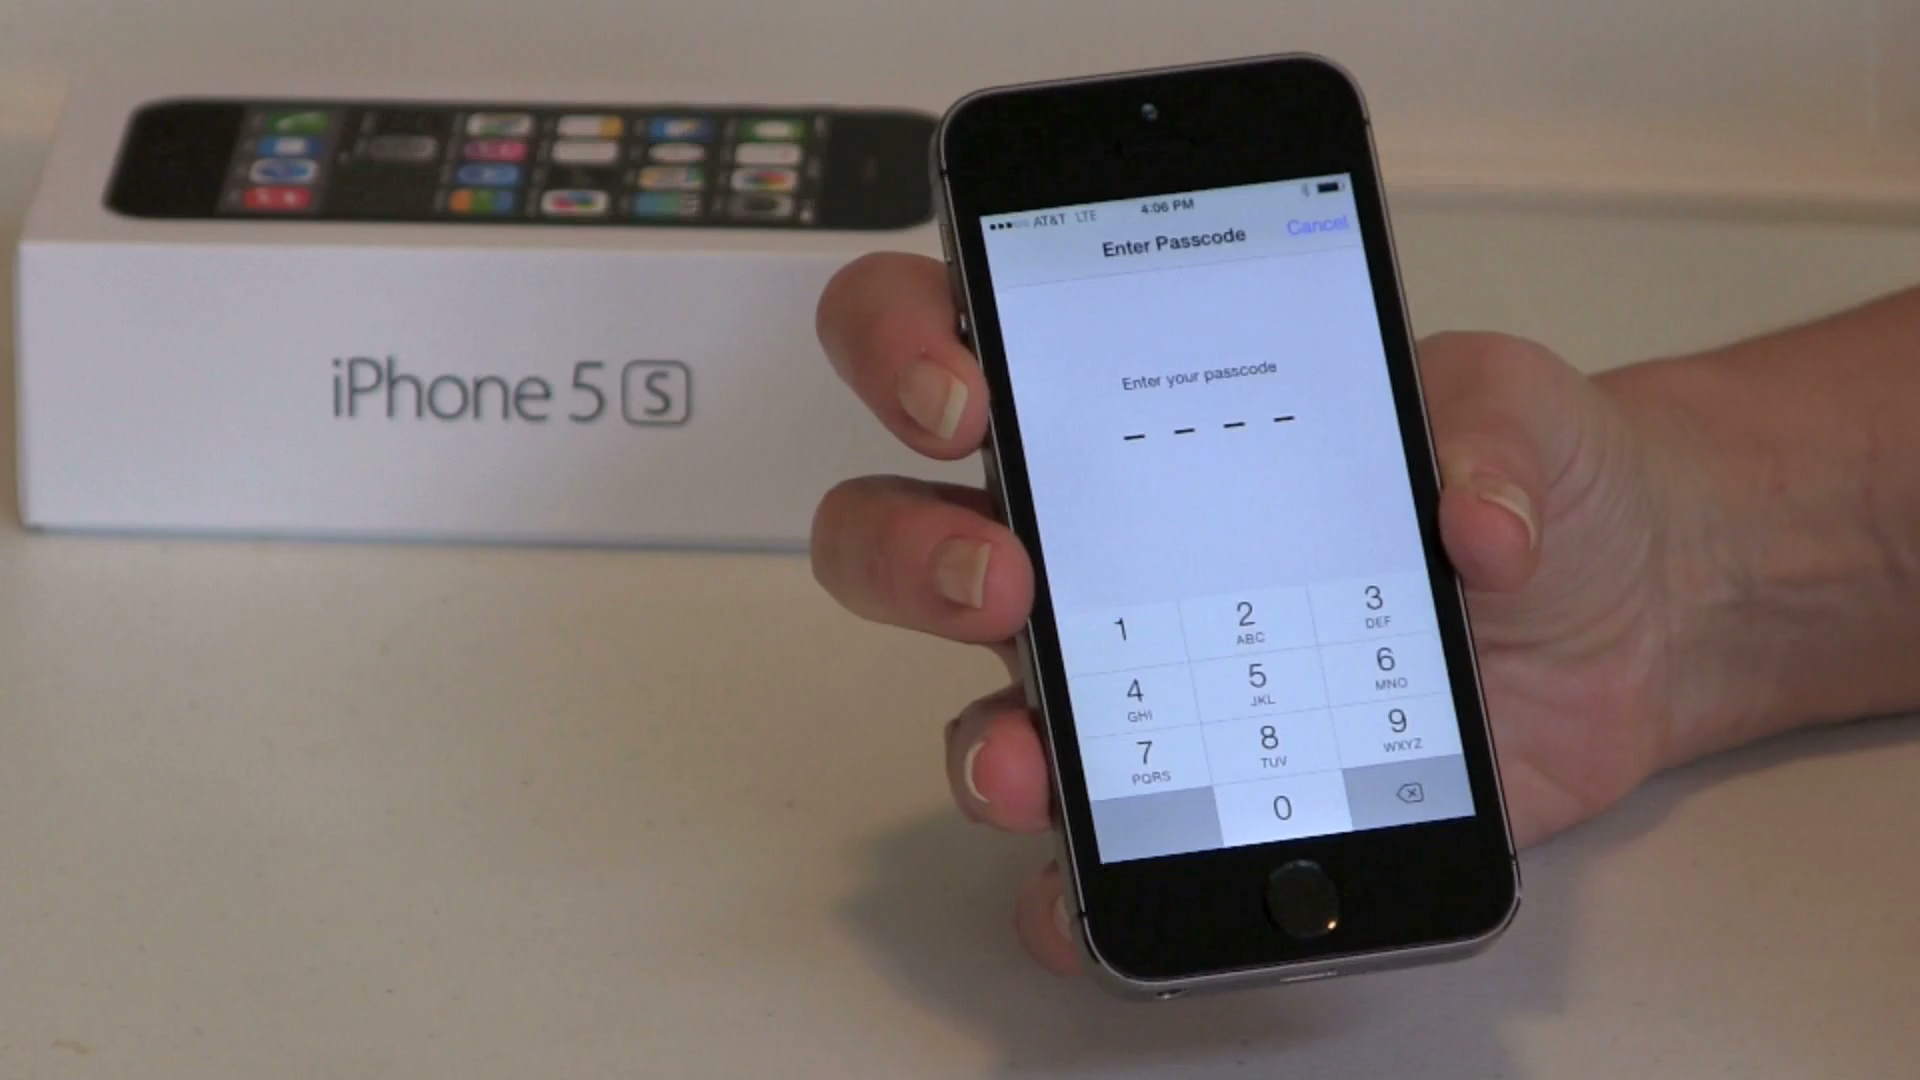 iPhone 5S
AT&T LTE
4:06 PM
Enter Passcode
Cancel
Enter your passcode
1
2
ABC
3
DEF
4
GHI
5
JKL
6
MNO
7
PQRS
8
TUV
9
WXYZ
0